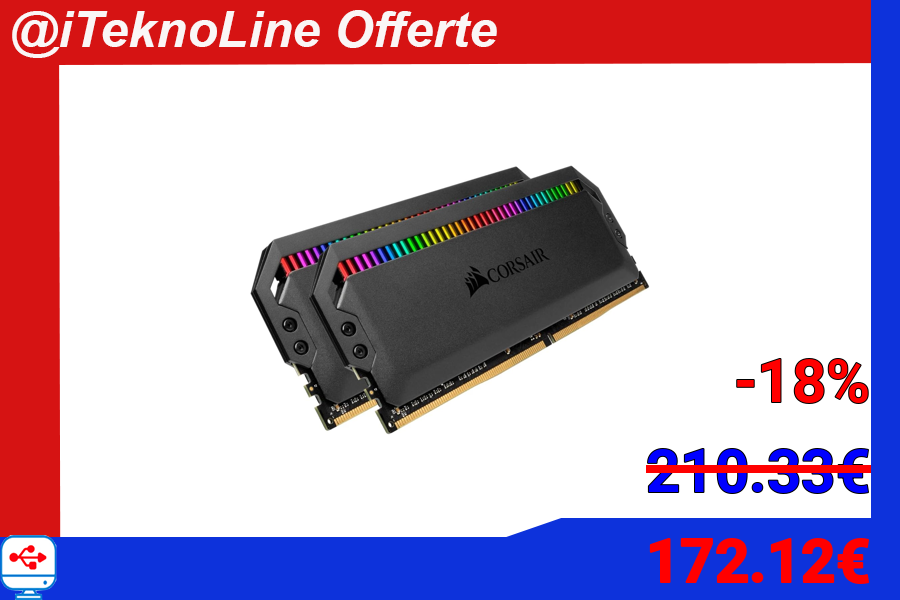 @iTeknoLine Offerte
CORSAIR
-18%
210.33€
172.12€